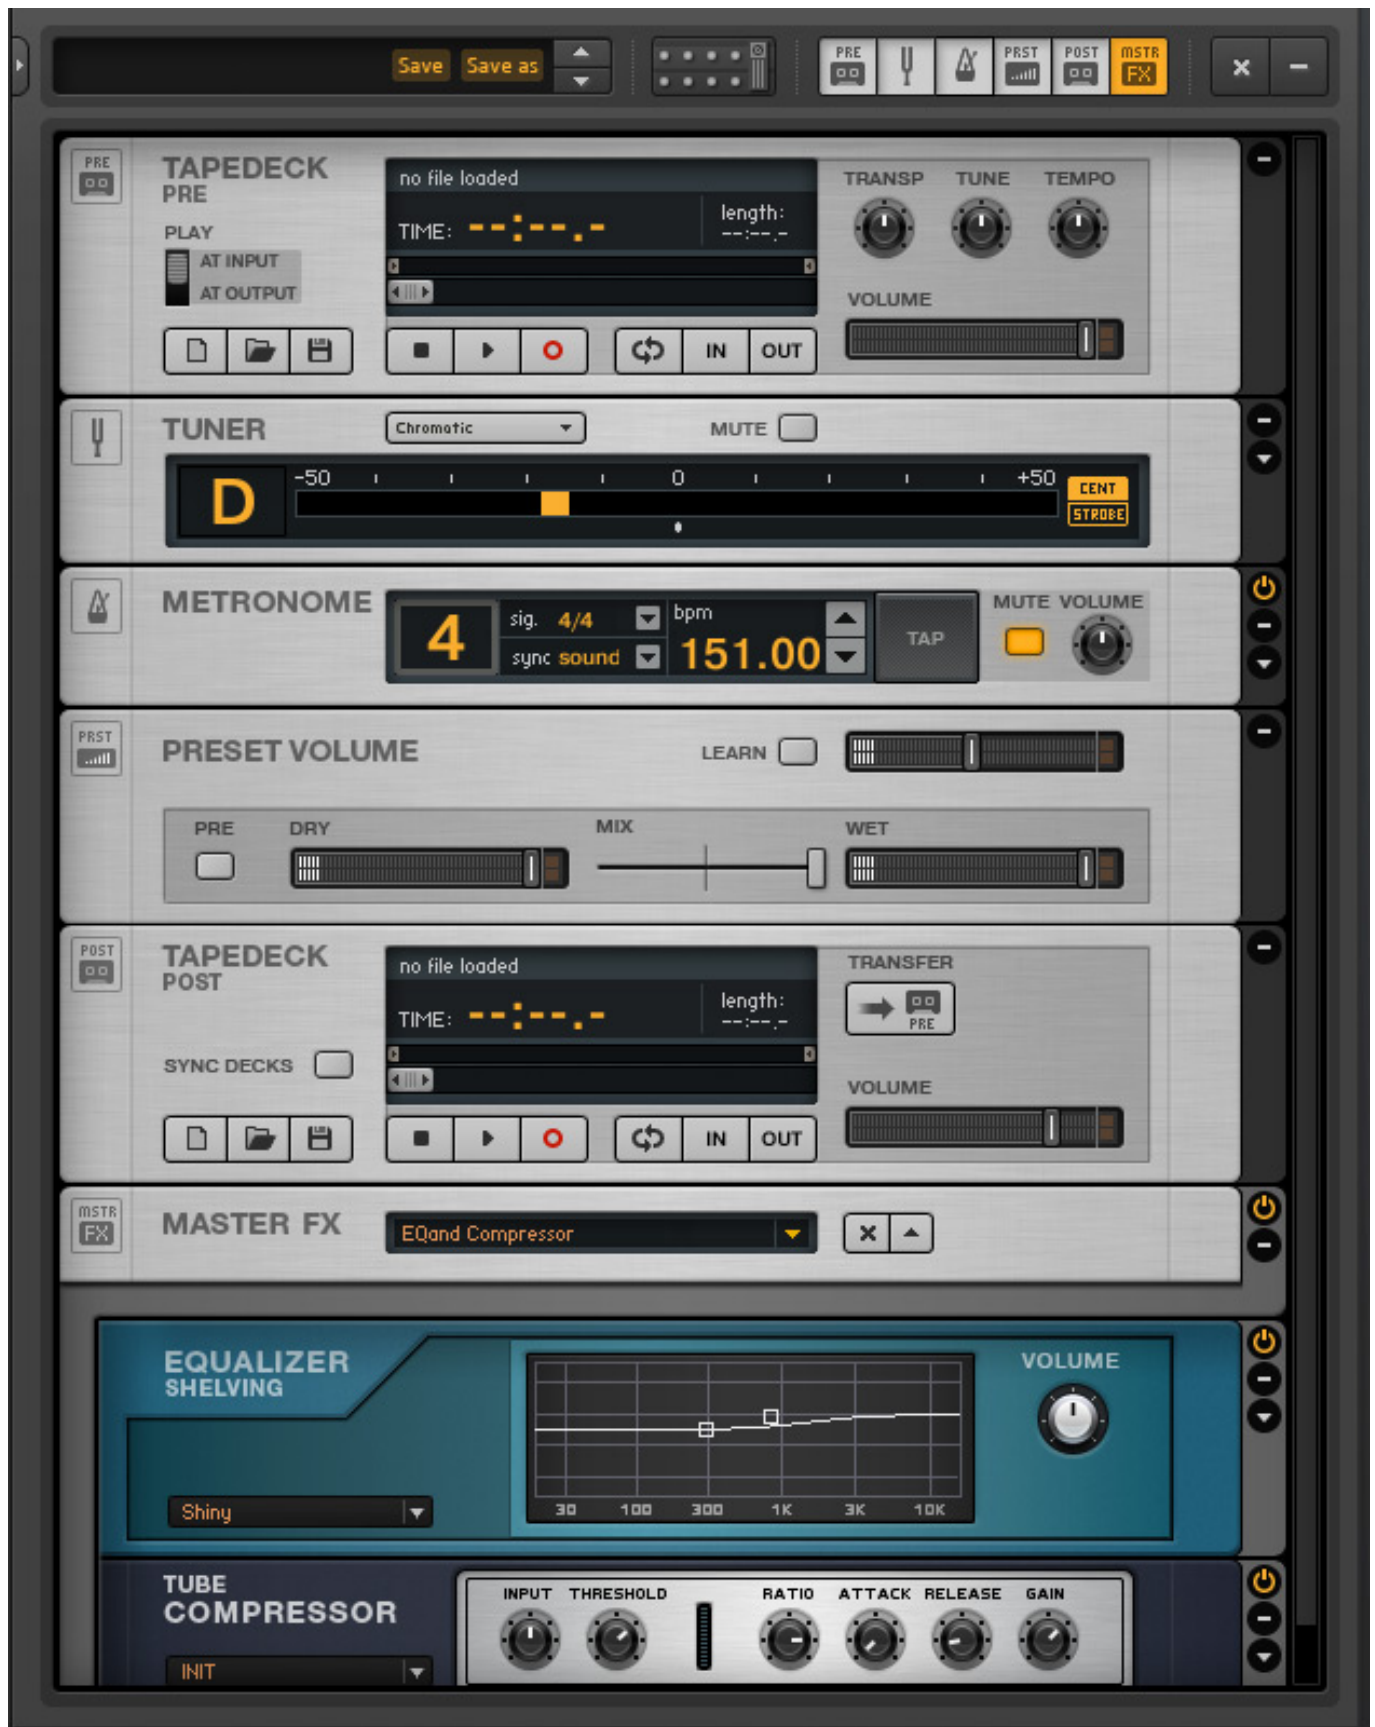 Save Save as PRE PRST POST MSTR FX
PRE TAPEDECK
PRE
no file loaded
TIME: --:--.-
length:
--:--.-
TRANSP TUNE TEMPO
PLAY
AT INPUT
AT OUTPUT
VOLUME
IN OUT
TUNER Chromatic MUTE
D -50 0 +50 CENT
STROBE
METRONOME 4 sig. 4/4 bpm
sync sound 151.00 TAP MUTE VOLUME
PRST PRESET VOLUME LEARN
PRE DRY MIX WET
POST TAPEDECK
POST
no file loaded
TIME: --:--.-
length:
--:--.-
TRANSFER
PRE
SYNC DECKS
VOLUME
IN OUT
MSTR
FX
MASTER FX EQand Compressor
EQUALIZER
SHELVING
VOLUME
Shiny
30 100 300 1K 3K 10K
TUBE
COMPRESSOR
INPUT THRESHOLD RATIO ATTACK RELEASE GAIN
INIT